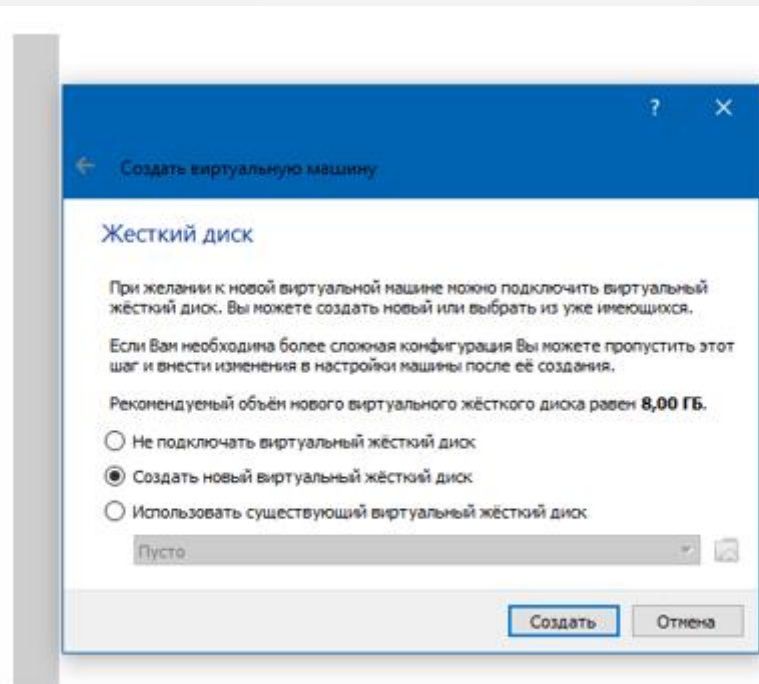 ?
Создать виртуальную машину
Жесткий диск
При желании к новой виртуальной машине можно подключить виртуальный
жёсткий диск. Вы можете создать новый или выбрать из уже имеющихся.
Если Вам необходима более сложная конфигурация Вы можете пропустить этот
шаг и внести изменения в настройки машины после её создания.
Рекомендуемый объём нового виртуального жёсткого диска равен 8,00 ГБ.
Не подключать виртуальный жёсткий диск
Создать новый виртуальный жёсткий диск
Использовать существующий виртуальный жёсткий диск
Пусто
Создать Отмена